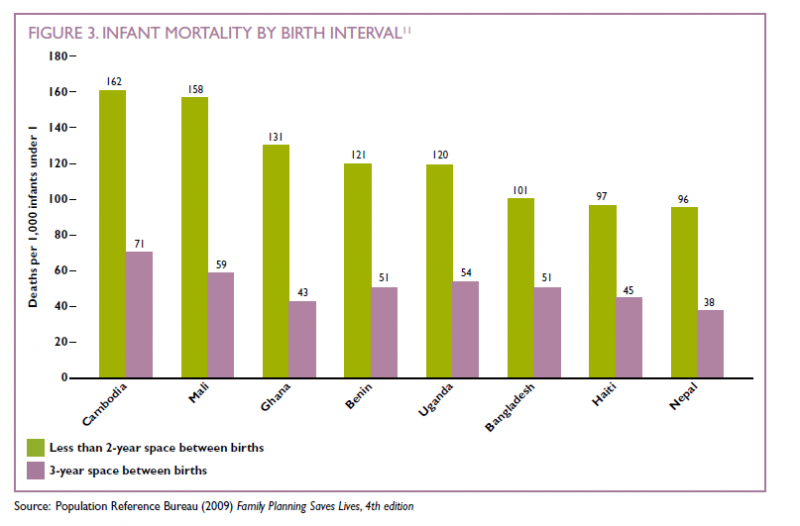 FIGURE 3. INFANT MORTALITY BY BIRTH INTERVAL¹¹
Deaths per 1,000 infants under 1
180
160
140
120
100
80
60
40
20
0
162
71
158
59
131
43
121
51
120
54
101
51
97
45
96
38
Cambodia
Mali
Ghana
Benin
Uganda
Bangladesh
Haiti
Nepal
Less than 2-year space between births
3-year space between births
Source: Population Reference Bureau (2009) Family Planning Saves Lives, 4th edition